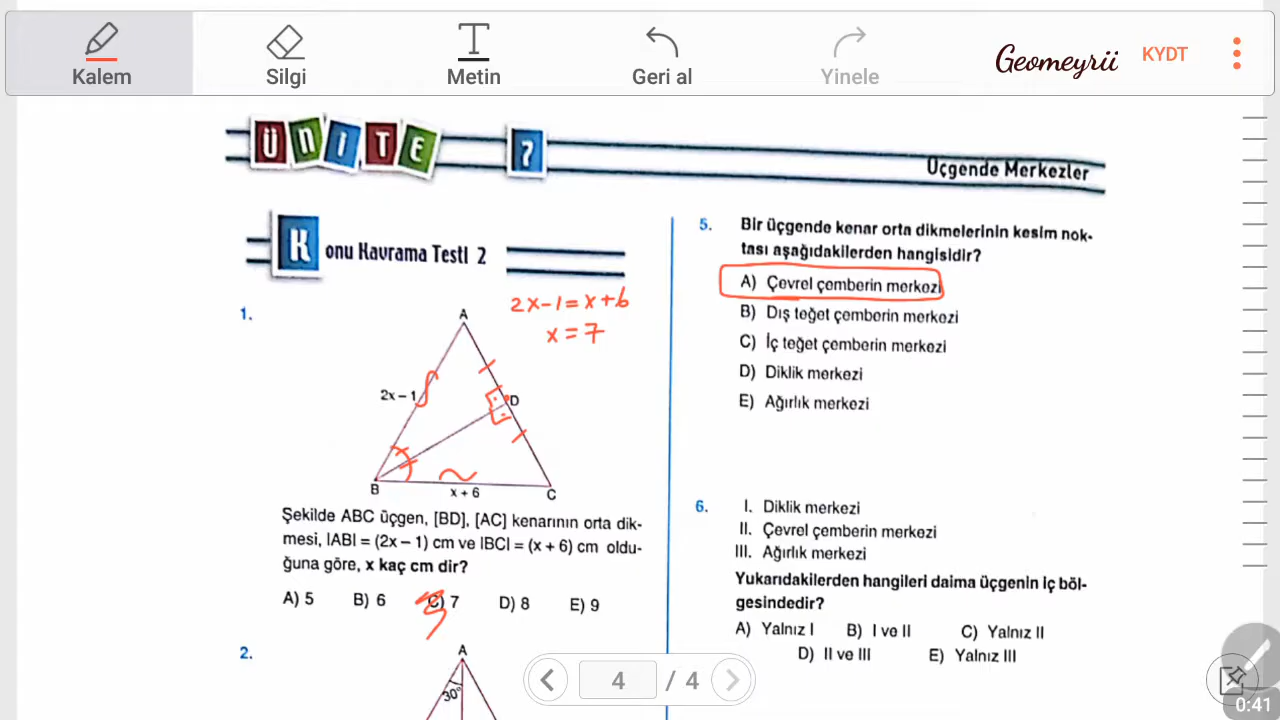 Kalem
Silgi
Metin
Geri al
Yinele
Geomeyrii
KYDT
ÜNİTE 7
Üçgende Merkezler
Konu Kavrama Testi 2
1.
A
2x – 1
D
B
x + 6
C
2x-1=x+6
x=7
Şekilde ABC üçgen, [BD], [AC] kenarının orta dik-
mesi, IABI = (2x – 1) cm ve IBCI = (x + 6) cm oldu-
ğuna göre, x kaç cm dir?
A) 5 B) 6 C) 7 D) 8 E) 9
2.
A
30°
5. Bir üçgende kenar orta dikmelerinin kesim nok-
tası aşağıdakilerden hangisidir?
A) Çevrel çemberin merkezi
B) Dış teğet çemberin merkezi
C) İç teğet çemberin merkezi
D) Diklik merkezi
E) Ağırlık merkezi
6. I. Diklik merkezi
II. Çevrel çemberin merkezi
III. Ağırlık merkezi
Yukarıdakilerden hangileri daima üçgenin iç böl-
gesindedir?
A) Yalnız I B) I ve II C) Yalnız II
D) II ve III E) Yalnız III
4 / 4
0:41